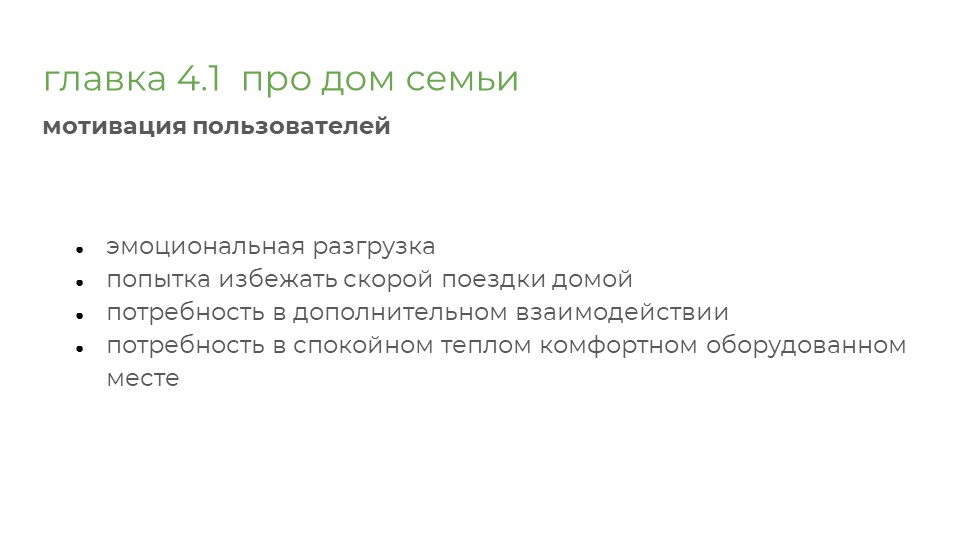 главка 4.1 про дом семьи
мотивация пользователей
● эмоциональная разгрузка
● попытка избежать скорой поездки домой
● потребность в дополнительном взаимодействии
● потребность в спокойном теплом комфортном оборудованном
месте